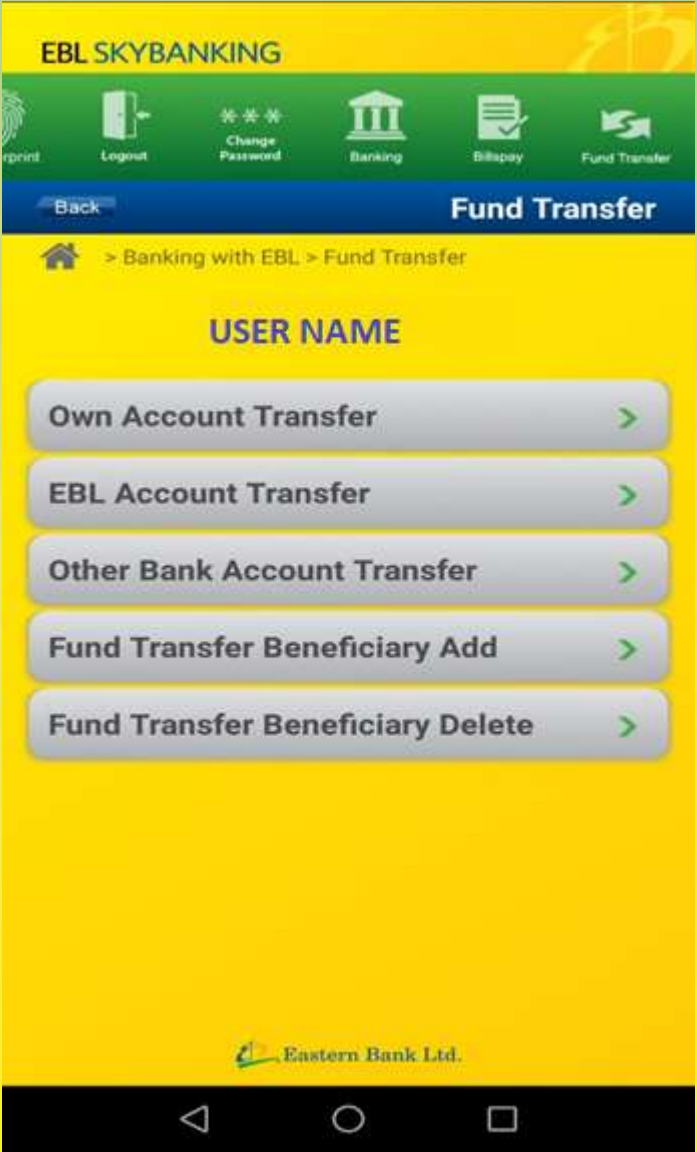 EBL SKYBANKING
rprint
Logout
***
Change
Password
Banking
Billspay
Fund Transfer
Back
Fund Transfer
> Banking with EBL > Fund Transfer
USER NAME
Own Account Transfer
EBL Account Transfer
Other Bank Account Transfer
Fund Transfer Beneficiary Add
Fund Transfer Beneficiary Delete
Eastern Bank Ltd.